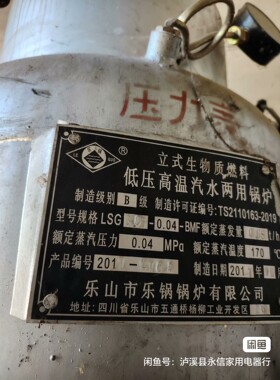 压力表
立式生物质燃料
低压高温汽水两用锅炉
制造级别 B 级 制造许可证编号:TS2110163-2019
型号规格 LSG -0.04-BMF 额定蒸发量 t/h
额定蒸汽压力 0.04 MPa 额定蒸汽温度 170 ℃
产品编号 201 制造日期 201 年 月
乐山市乐锅锅炉有限公司
地址:四川省乐山市五通桥杨柳工业开发区
闲鱼
闲鱼号:泸溪县永信家用电器行